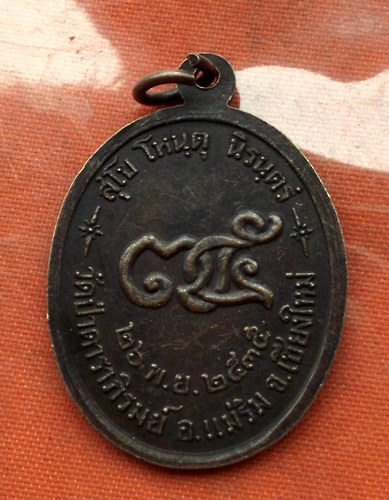 สุโข โหนฺตุ นิรนฺตรํ
๒๖ พ.ย. ๒๕๓๕
วัดป่าดาราภิรมย์ อ.แม่ริม จ.เชียงใหม่